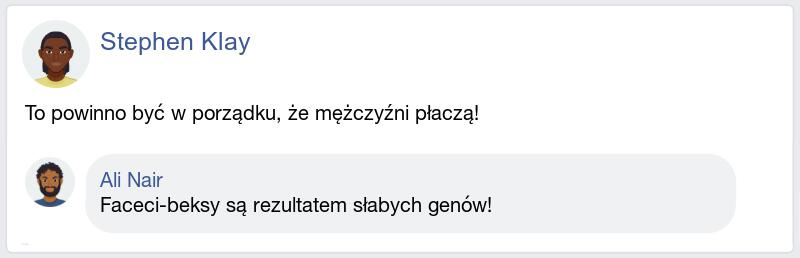 Stephen Klay
To powinno być w porządku, że mężczyźni płaczą!
Ali Nair
Faceci-beksy są rezultatem słabych genów!